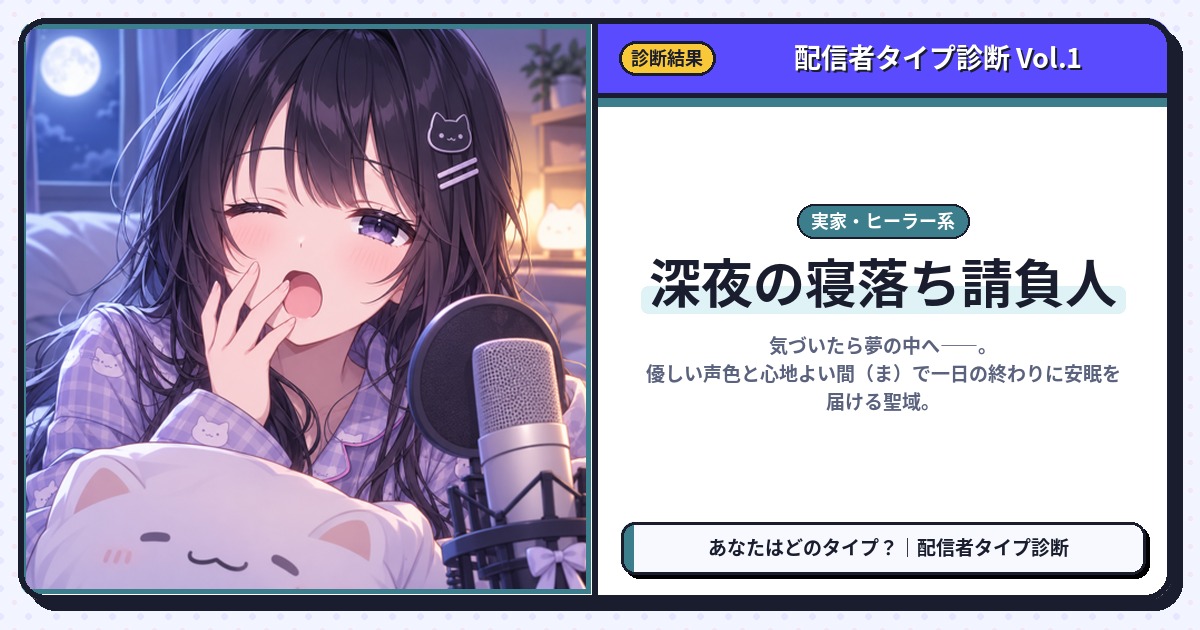 診断結果
配信者タイプ診断 Vol.1
実家・ヒーラー系
深夜の寝落ち請負人
気づいたら夢の中へ──。
優しい声色と心地よい間（ま）で一日の終わりに安眠を
届ける聖域。
あなたはどのタイプ？｜配信者タイプ診断